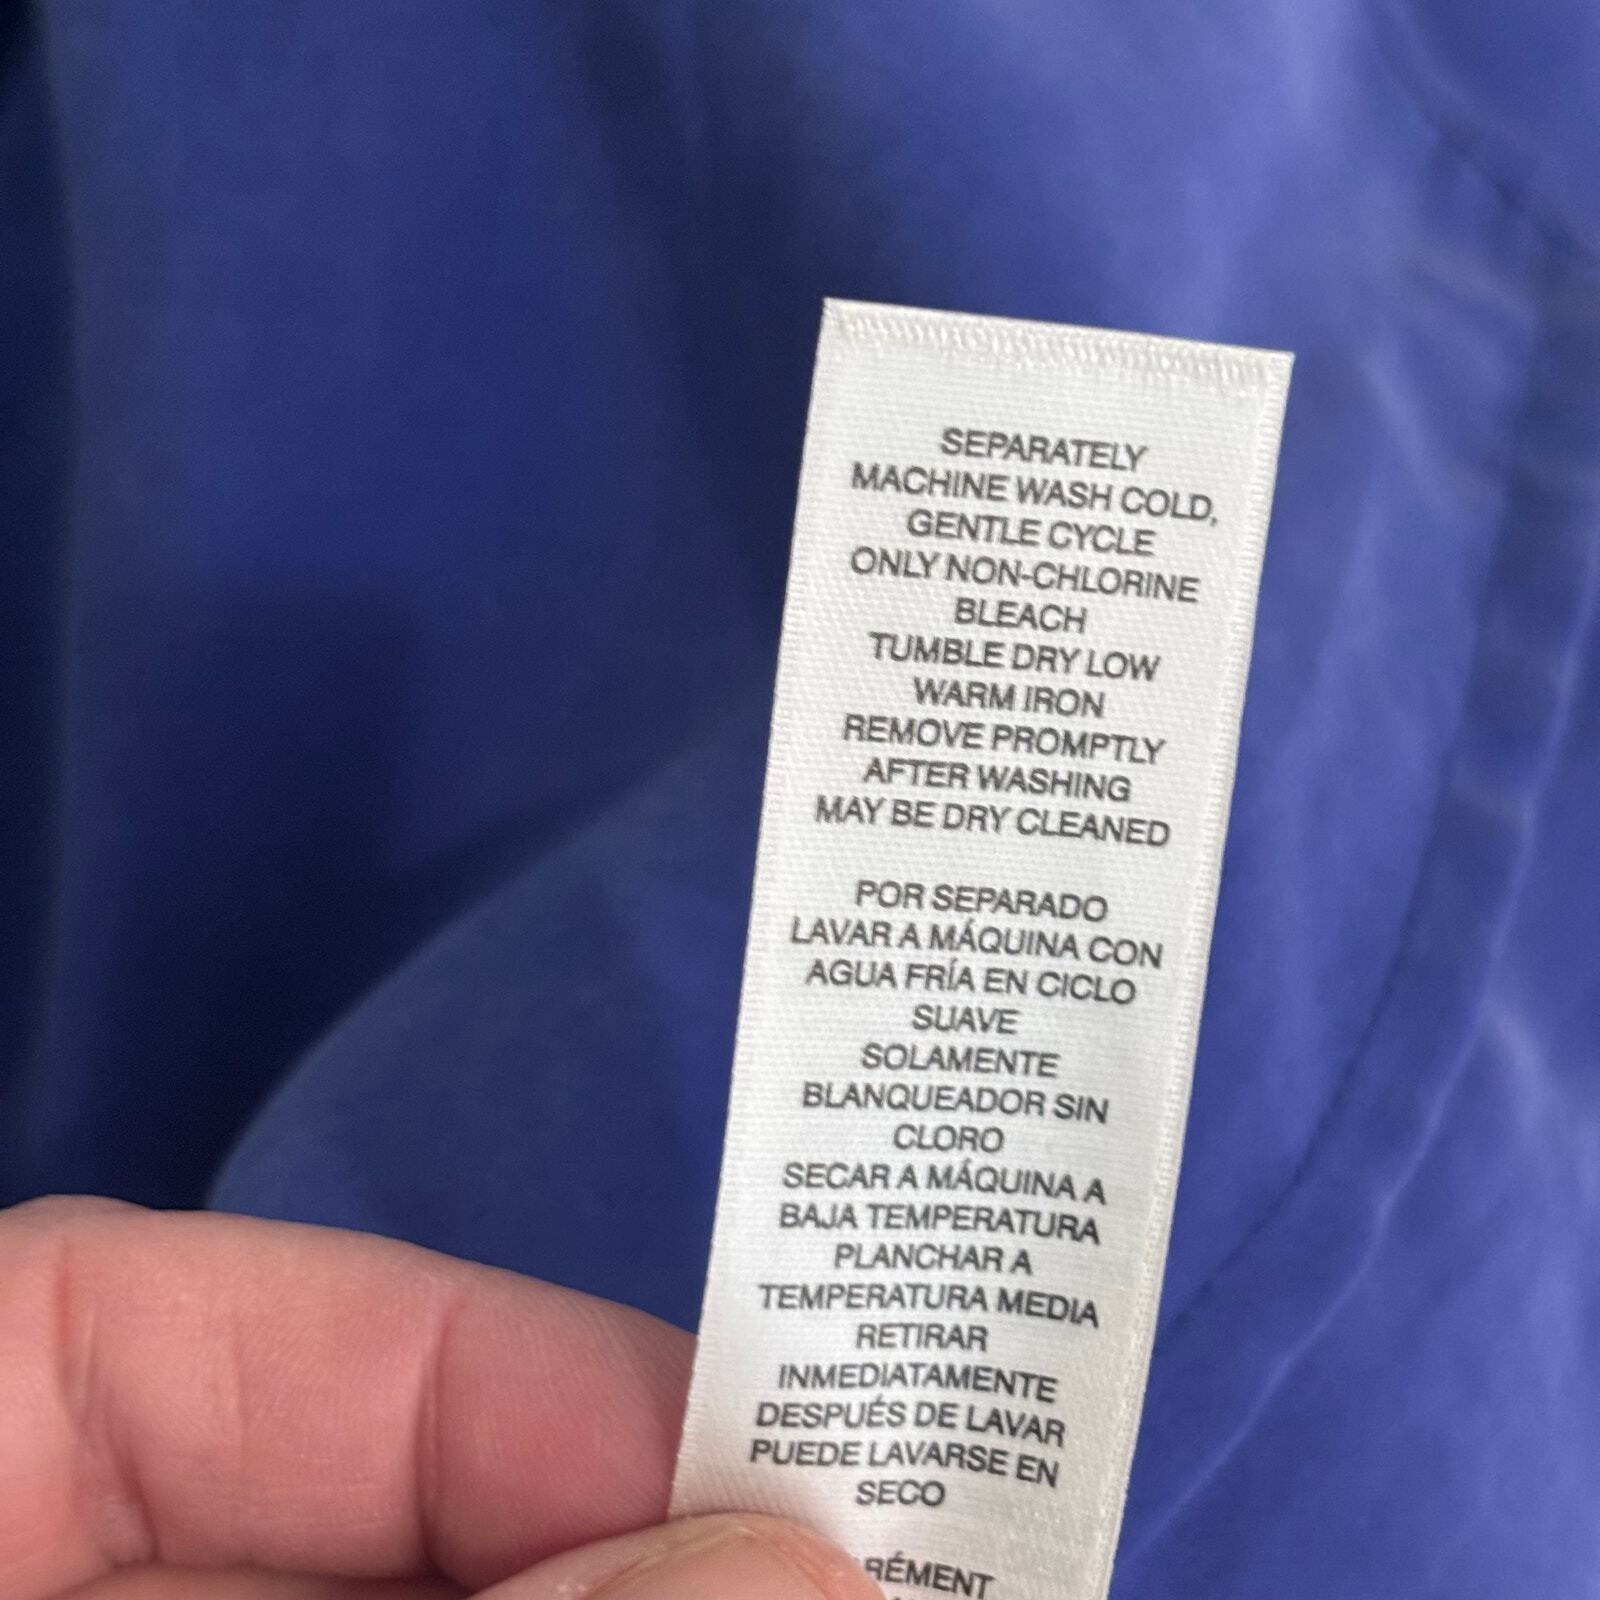 SEPARATELY
MACHINE WASH COLD,
GENTLE CYCLE
ONLY NON-CHLORINE
BLEACH
TUMBLE DRY LOW
WARM IRON
REMOVE PROMPTLY
AFTER WASHING
MAY BE DRY CLEANED
POR SEPARADO
LAVAR A MÁQUINA CON
AGUA FRÍA EN CICLO
SUAVE
SOLAMENTE
BLANQUEADOR SIN
CLORO
SECAR A MÁQUINA A
BAJA TEMPERATURA
PLANCHAR A
TEMPERATURA MEDIA
RETIRAR
INMEDIATAMENTE
DESPUÉS DE LAVAR
PUEDE LAVARSE EN
SECO